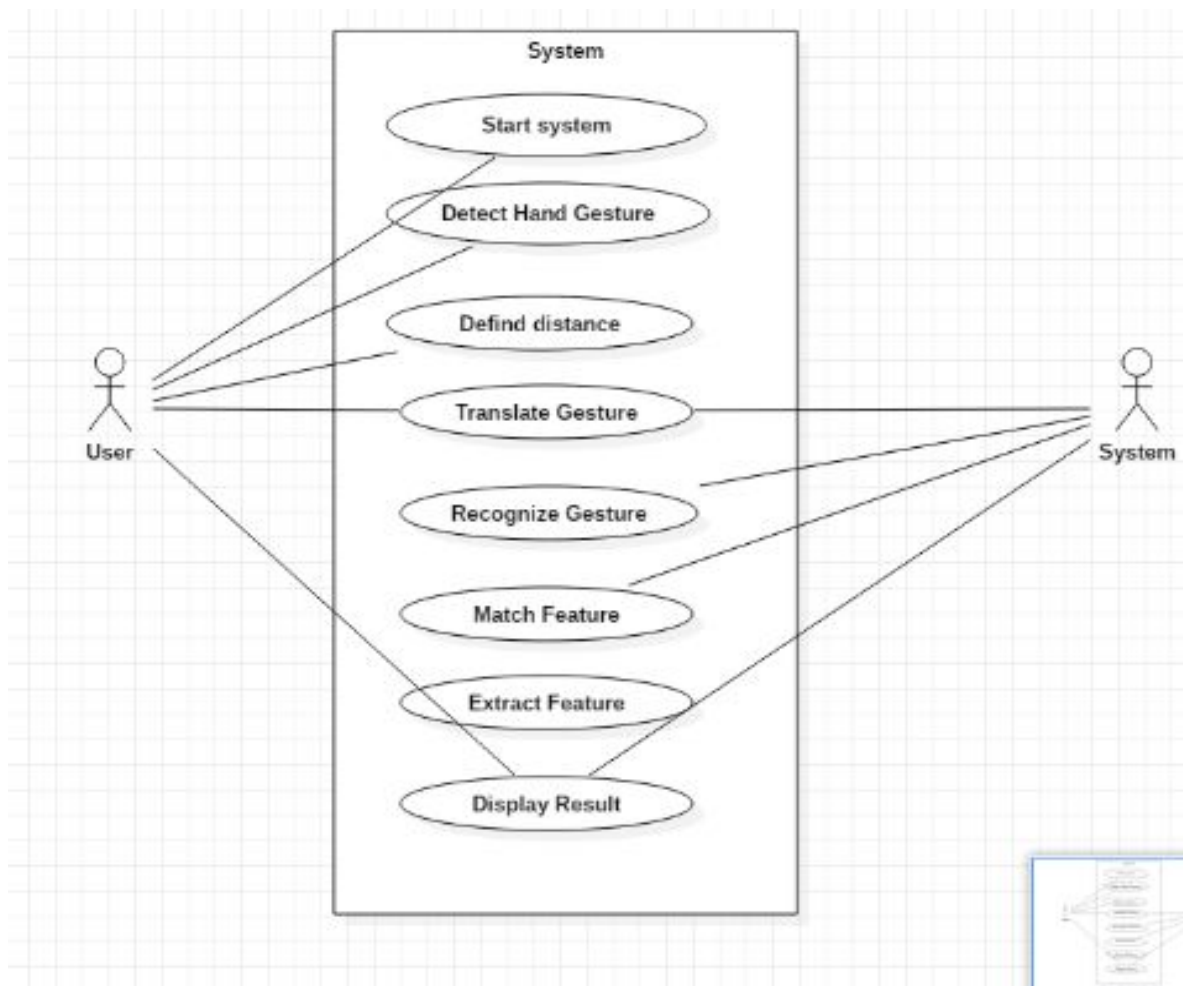 System
Start system
Detect Hand Gesture
Defind distance
Translate Gesture
User
System
Recognize Gesture
Match Feature
Extract Feature
Display Result